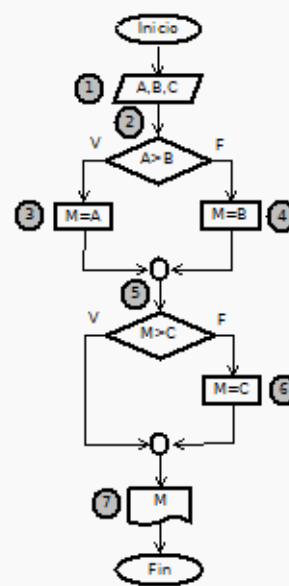 Inicio
1 A,B,C
2
V A>B F
3 M=A M=B 4
5
V M>C F
M=C 6
7 M
Fin